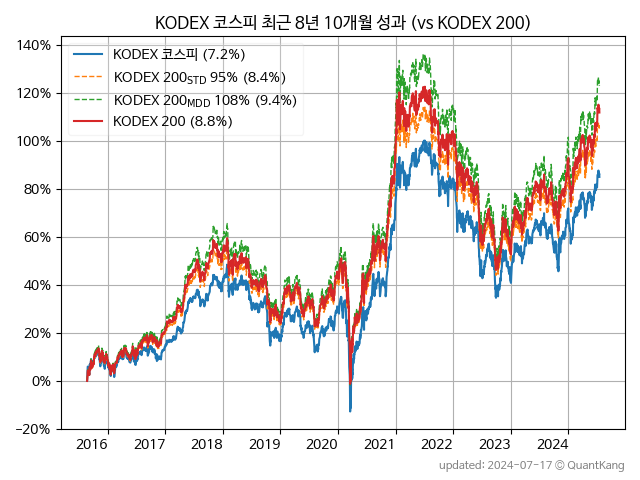 KODEX 코스피 최근 8년 10개월 성과 (vs KODEX 200)
KODEX 코스피 (7.2%)
KODEX 200STD 95% (8.4%)
KODEX 200MDD 108% (9.4%)
KODEX 200 (8.8%)
140%
120%
100%
80%
60%
40%
20%
0%
−20%
2016 2017 2018 2019 2020 2021 2022 2023 2024
updated: 2024-07-17 © QuantKang